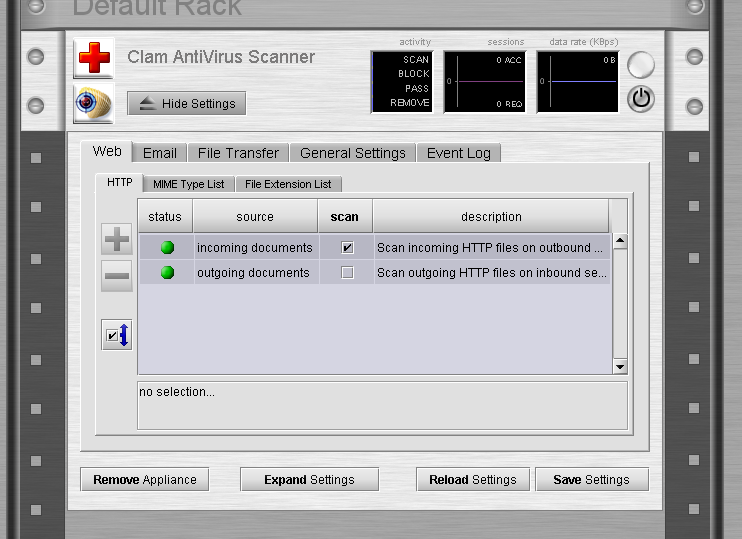 Default Rack
Clam AntiVirus Scanner
Hide Settings
activity
SCAN
BLOCK
PASS
REMOVE
sessions
0 ACC
0
0 REQ
data rate (KBps)
0 B
0
Web
Email
File Transfer
General Settings
Event Log
HTTP
MIME Type List
File Extension List
status source scan description
incoming documents Scan incoming HTTP files on outbound ...
outgoing documents Scan outgoing HTTP files on inbound se...
no selection...
Remove Appliance
Expand Settings
Reload Settings
Save Settings